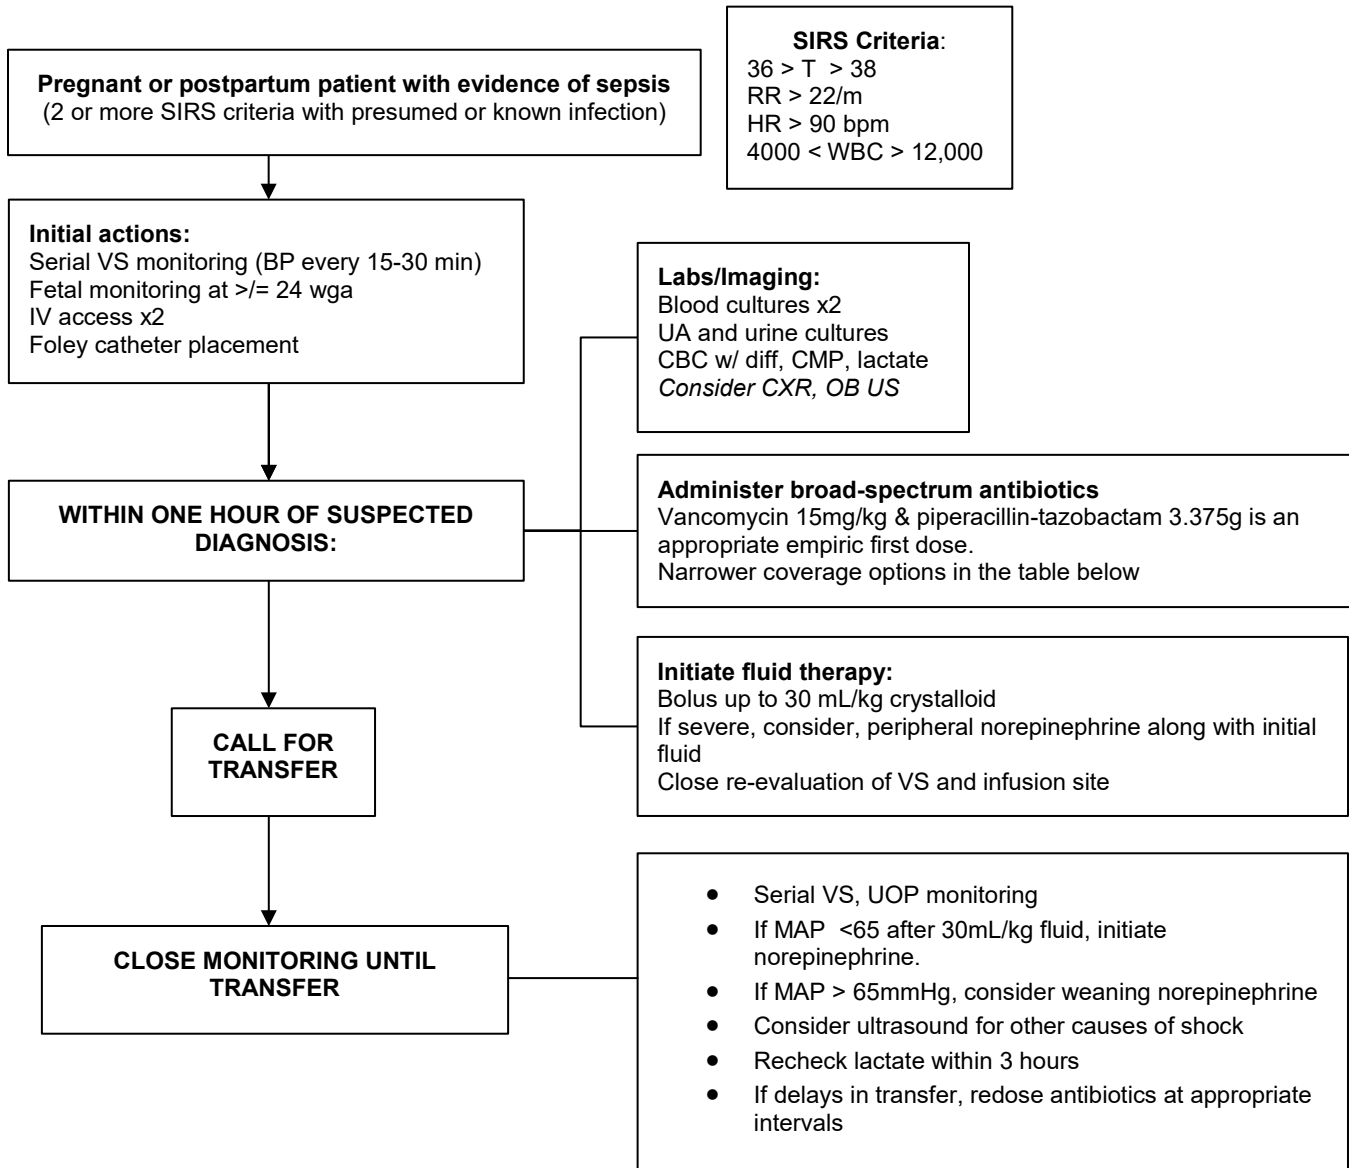 SIRS Criteria:
36 > T > 38
RR > 22/m
HR > 90 bpm
4000 < WBC > 12,000
Pregnant or postpartum patient with evidence of sepsis
(2 or more SIRS criteria with presumed or known infection)
Initial actions:
Serial VS monitoring (BP every 15-30 min)
Fetal monitoring at >/= 24 wga
IV access x2
Foley catheter placement
Labs/Imaging:
Blood cultures x2
UA and urine cultures
CBC w/ diff, CMP, lactate
Consider CXR, OB US
WITHIN ONE HOUR OF SUSPECTED
DIAGNOSIS:
Administer broad-spectrum antibiotics
Vancomycin 15mg/kg & piperacillin-tazobactam 3.375g is an
appropriate empiric first dose.
Narrower coverage options in the table below
Initiate fluid therapy:
Bolus up to 30 mL/kg crystalloid
If severe, consider, peripheral norepinephrine along with initial
fluid
Close re-evaluation of VS and infusion site
CALL FOR
TRANSFER
CLOSE MONITORING UNTIL
TRANSFER
● Serial VS, UOP monitoring
● If MAP <65 after 30mL/kg fluid, initiate
norepinephrine.
● If MAP > 65mmHg, consider weaning norepinephrine
● Consider ultrasound for other causes of shock
● Recheck lactate within 3 hours
● If delays in transfer, redose antibiotics at appropriate
intervals